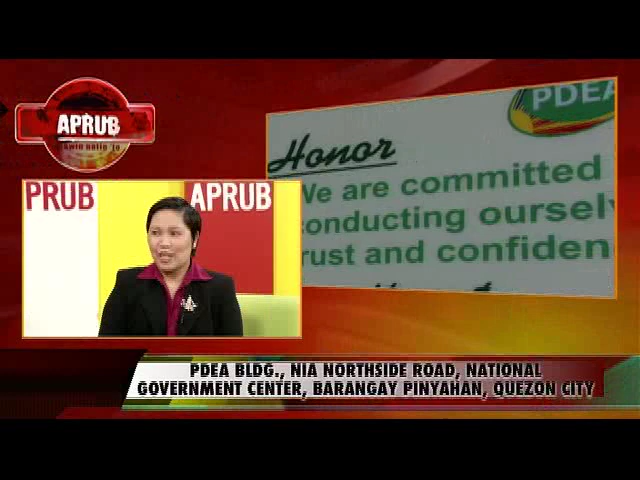 APRUB
PDEA
Honor
We are committed
conducting oursel
trust and confiden
PRUB
APRUB
PDEA BLDG., NIA NORTHSIDE ROAD, NATIONAL
GOVERNMENT CENTER, BARANGAY PINYAHAN, QUEZON CITY